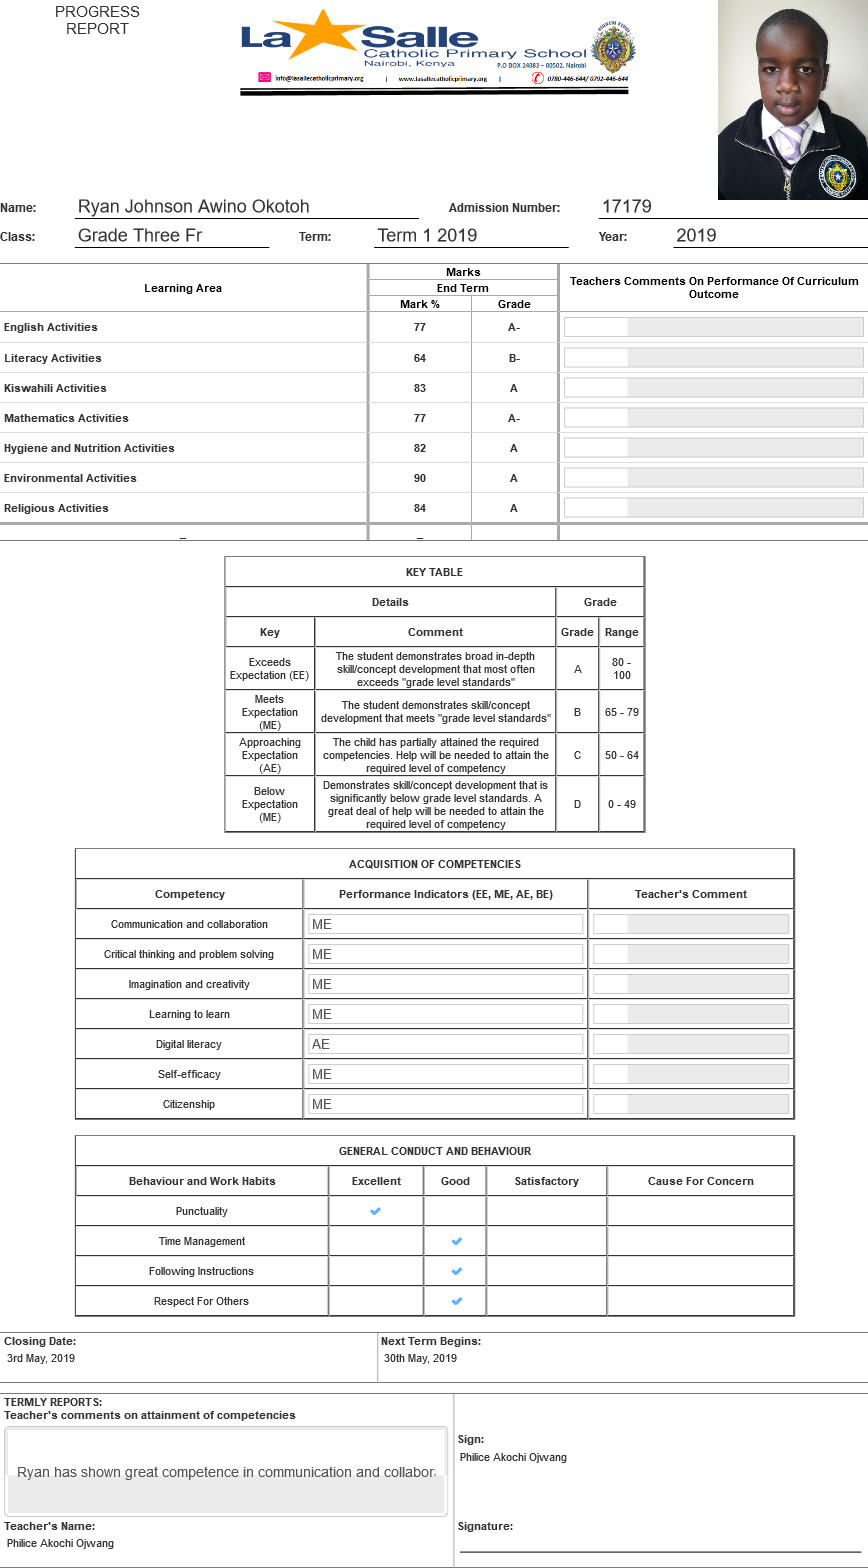 PROGRESS
REPORT
La Salle
Catholic Primary School
Nairobi, Kenya
P.O BOX 24083 – 00502, Nairobi
info@lasallecatholicprimary.org | www.lasallecatholicprimary.org | 0780-446-644/ 0792-446-644
Name: Ryan Johnson Awino Okotoh Admission Number: 17179
Class: Grade Three Fr Term: Term 1 2019 Year: 2019
Learning Area Marks Teachers Comments On Performance Of Curriculum Outcome
End Term
Mark % Grade
English Activities 77 A-
Literacy Activities 64 B-
Kiswahili Activities 83 A
Mathematics Activities 77 A-
Hygiene and Nutrition Activities 82 A
Environmental Activities 90 A
Religious Activities 84 A
_ _
KEY TABLE
Details Grade
Key Comment Grade Range
Exceeds Expectation (EE) The student demonstrates broad in-depth skill/concept development that most often exceeds "grade level standards" A 80 - 100
Meets Expectation (ME) The student demonstrates skill/concept development that meets "grade level standards" B 65 - 79
Approaching Expectation (AE) The child has partially attained the required competencies. Help will be needed to attain the required level of competency C 50 - 64
Below Expectation (ME) Demonstrates skill/concept development that is significantly below grade level standards. A great deal of help will be needed to attain the required level of competency D 0 - 49
ACQUISITION OF COMPETENCIES
Competency Performance Indicators (EE, ME, AE, BE) Teacher's Comment
Communication and collaboration ME
Critical thinking and problem solving ME
Imagination and creativity ME
Learning to learn ME
Digital literacy AE
Self-efficacy ME
Citizenship ME
GENERAL CONDUCT AND BEHAVIOUR
Behaviour and Work Habits Excellent Good Satisfactory Cause For Concern
Punctuality
Time Management
Following Instructions
Respect For Others
Closing Date: Next Term Begins:
3rd May, 2019 30th May, 2019
TERMLY REPORTS:
Teacher's comments on attainment of competencies
Ryan has shown great competence in communication and collabor
Sign:
Philice Akochi Ojwang
Teacher's Name: Signature:
Philice Akochi Ojwang